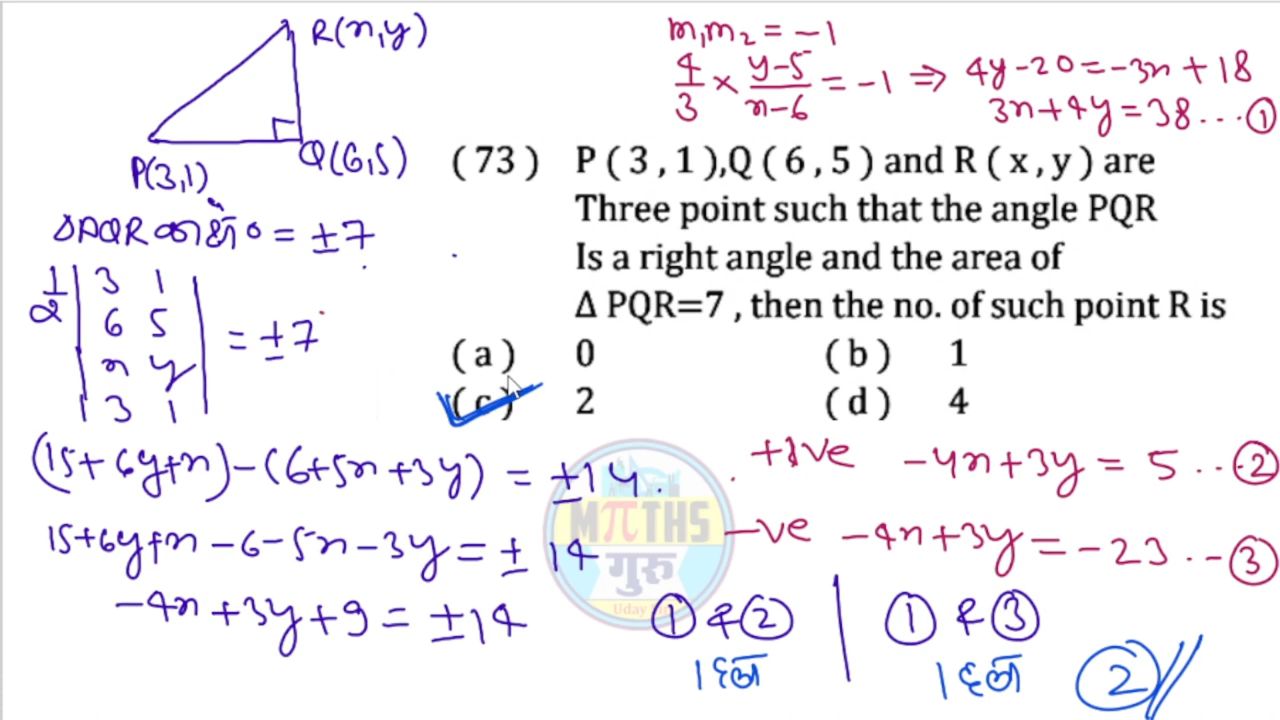 R(x,y)
Q(6,5)
P(3,1)
m₁m₂ = -1
4/3 × y-5/x-6 = -1 ⇒ 4y-20=-3x+18
3x+4y=38...①
(73) P(3,1),Q(6,5) and R(x,y) are
Three point such that the angle PQR
Is a right angle and the area of
Δ PQR=7, then the no. of such point R is
(a) 0 (b) 1
(c) 2 (d) 4
ΔPQR का क्षे० = ±7
1/2 | 3 1
6 5
x y
3 1 | = ±7
(15+6y+x)-(6+5x+3y) = ±14
15+6y+x-6-5x-3y = ±14
-4x+3y+9 = ±14
+ive -4x+3y = 5 ..②
-ve -4x+3y = -23 ..③
①&② | ①&③
1 हल 1 हल ②//
MπTHS
गुरु